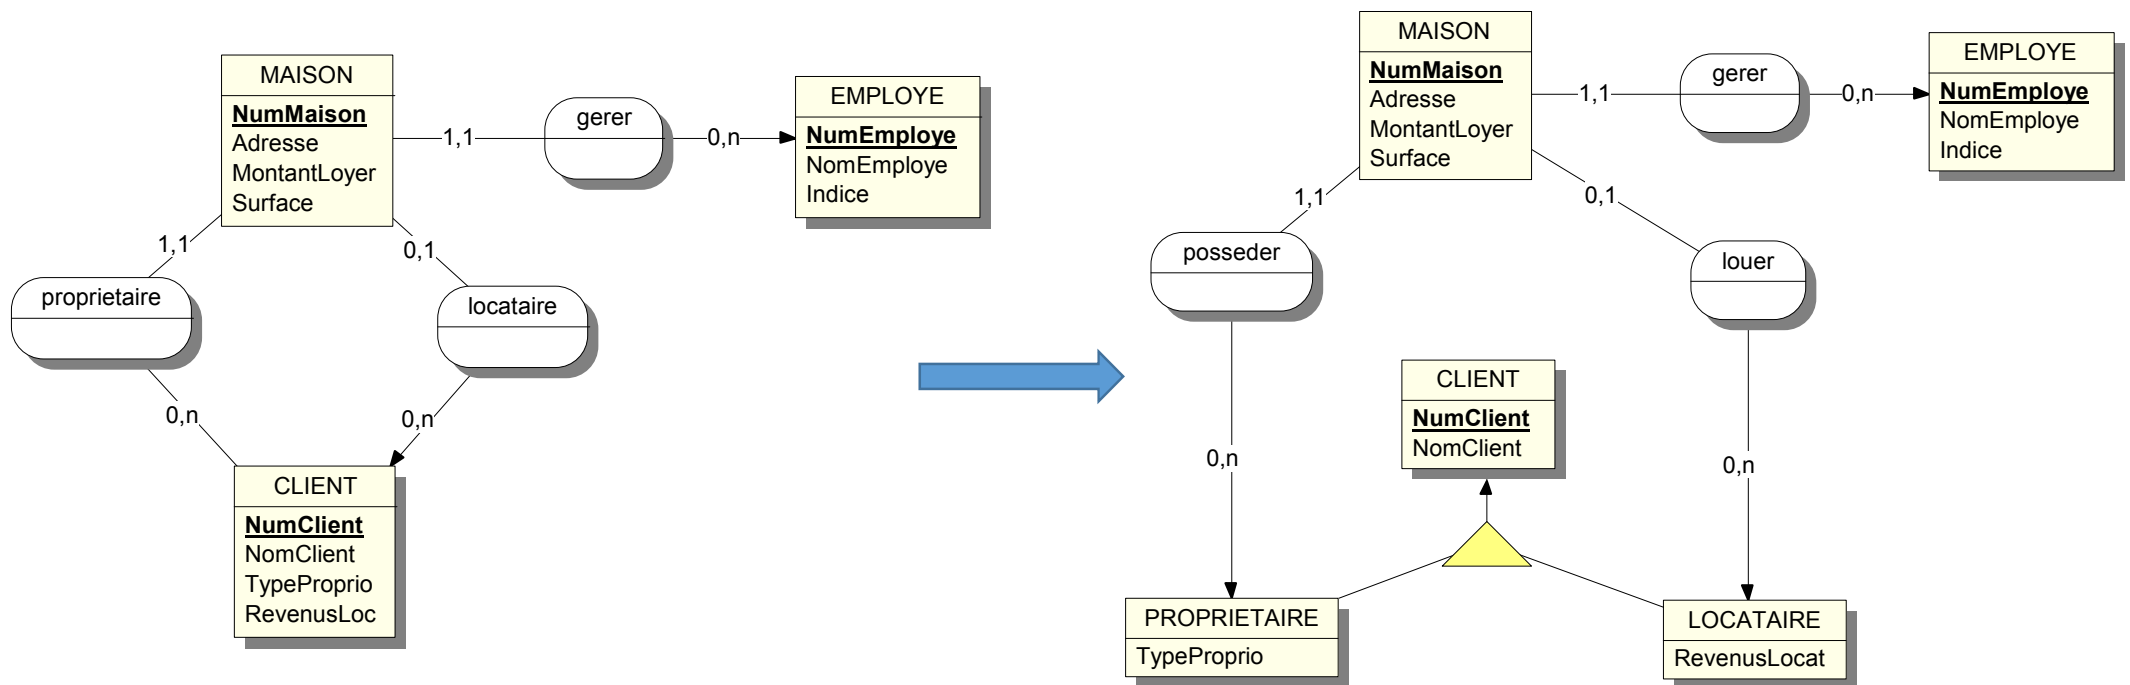 MAISON
NumMaison
Adresse
MontantLoyer
Surface
1,1
gerer
0,n
EMPLOYE
NumEmploye
NomEmploye
Indice
1,1
0,1
proprietaire
locataire
0,n
0,n
CLIENT
NumClient
NomClient
TypeProprio
RevenusLoc
MAISON
NumMaison
Adresse
MontantLoyer
Surface
1,1
gerer
0,n
EMPLOYE
NumEmploye
NomEmploye
Indice
1,1
0,1
posseder
louer
0,n
0,n
CLIENT
NumClient
NomClient
PROPRIETAIRE
TypeProprio
LOCATAIRE
RevenusLocat